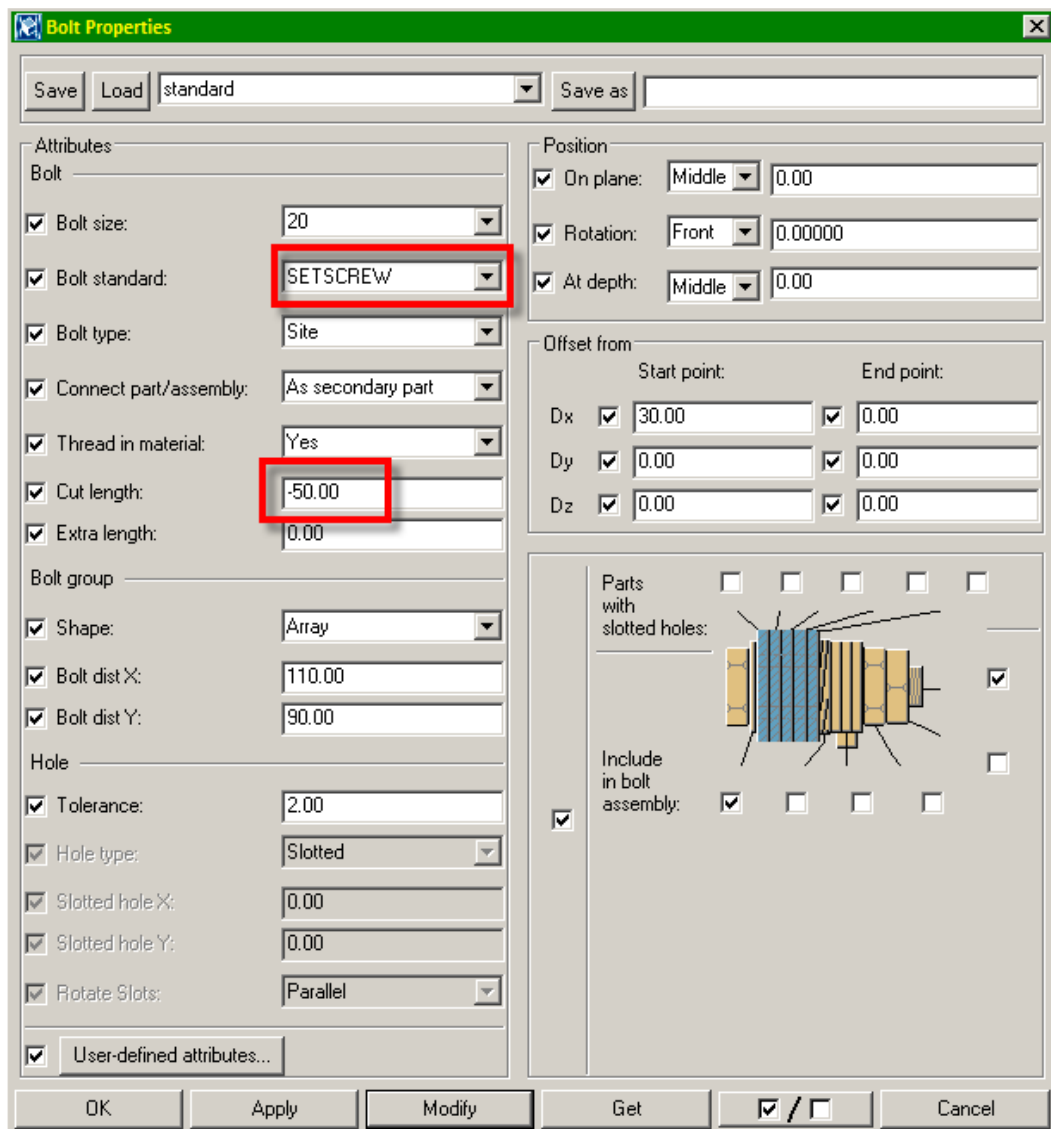 Bolt Properties
Save Load standard Save as
Attributes
Bolt
Bolt size: 20
Bolt standard: SETSCREW
Bolt type: Site
Connect part/assembly: As secondary part
Thread in material: Yes
Cut length: -50.00
Extra length: 0.00
Bolt group
Shape: Array
Bolt dist X: 110.00
Bolt dist Y: 90.00
Hole
Tolerance: 2.00
Hole type: Slotted
Slotted hole X: 0.00
Slotted hole Y: 0.00
Rotate Slots: Parallel
User-defined attributes...
Position
On plane: Middle 0.00
Rotation: Front 0.00000
At depth: Middle 0.00
Offset from
Start point: End point:
Dx 30.00 0.00
Dy 0.00 0.00
Dz 0.00 0.00
Parts
with
slotted holes:
Include
in bolt
assembly:
OK Apply Modify Get / Cancel